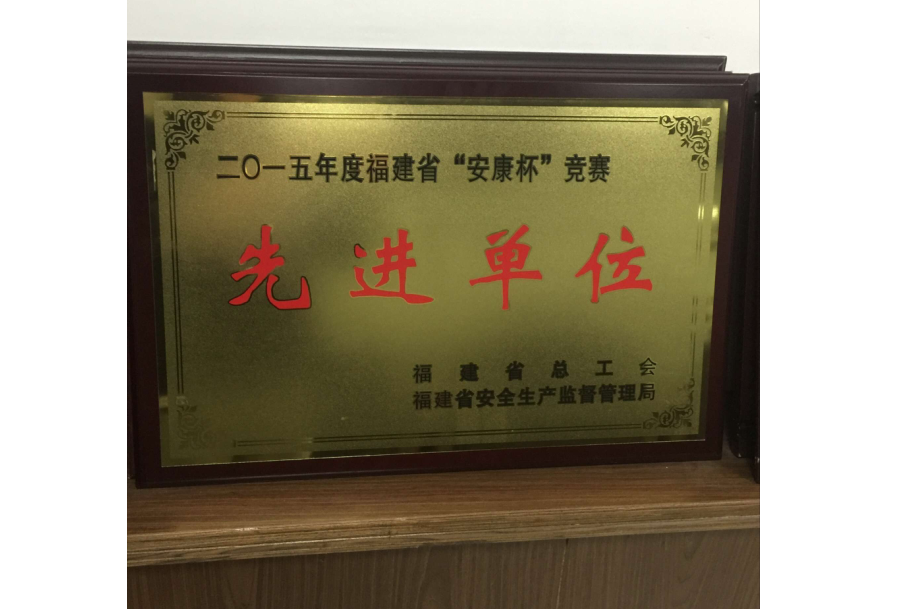 二〇一五年度福建省“安康杯”竞赛
先进单位
福建省总工会
福建省安全生产监督管理局